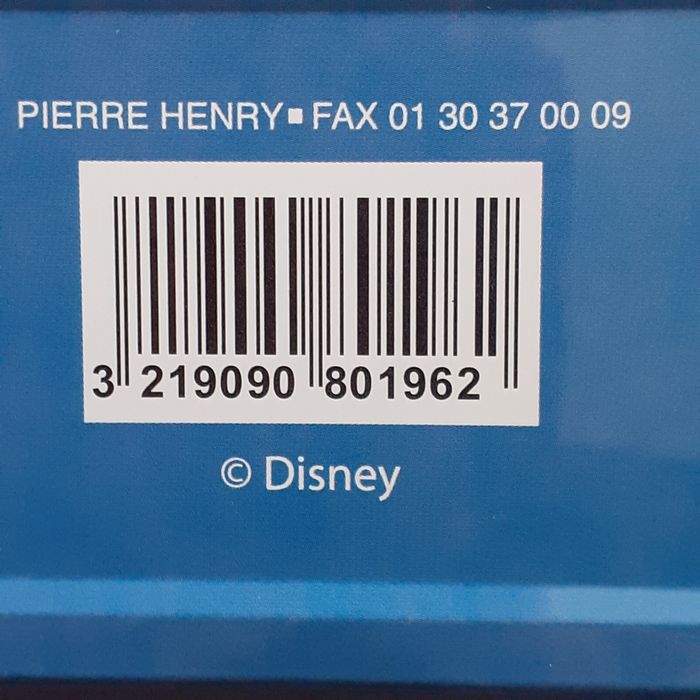 PIERRE HENRY▪ FAX 01 30 37 00 09
3 219090 801962
© Disney